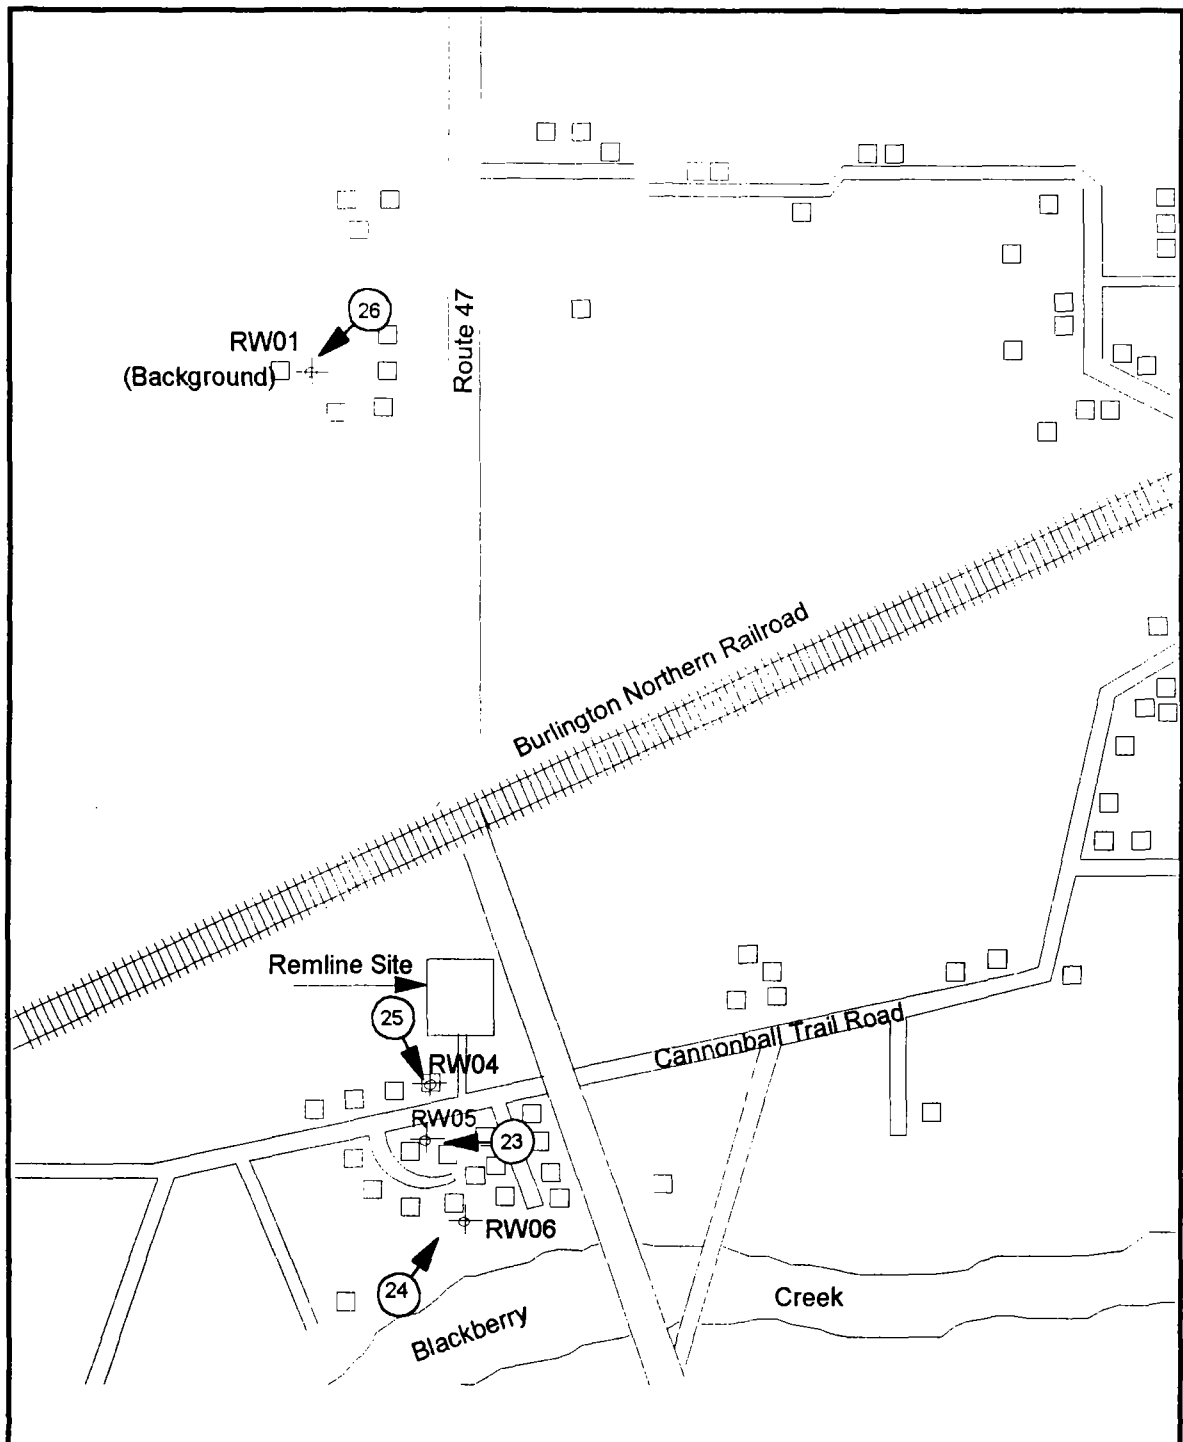 26
RW01
(Background)
Route 47
Burlington Northern Railroad
Remline Site
25
RW04
Cannonball Trail Road
RW05
23
RW06
24
Blackberry
Creek